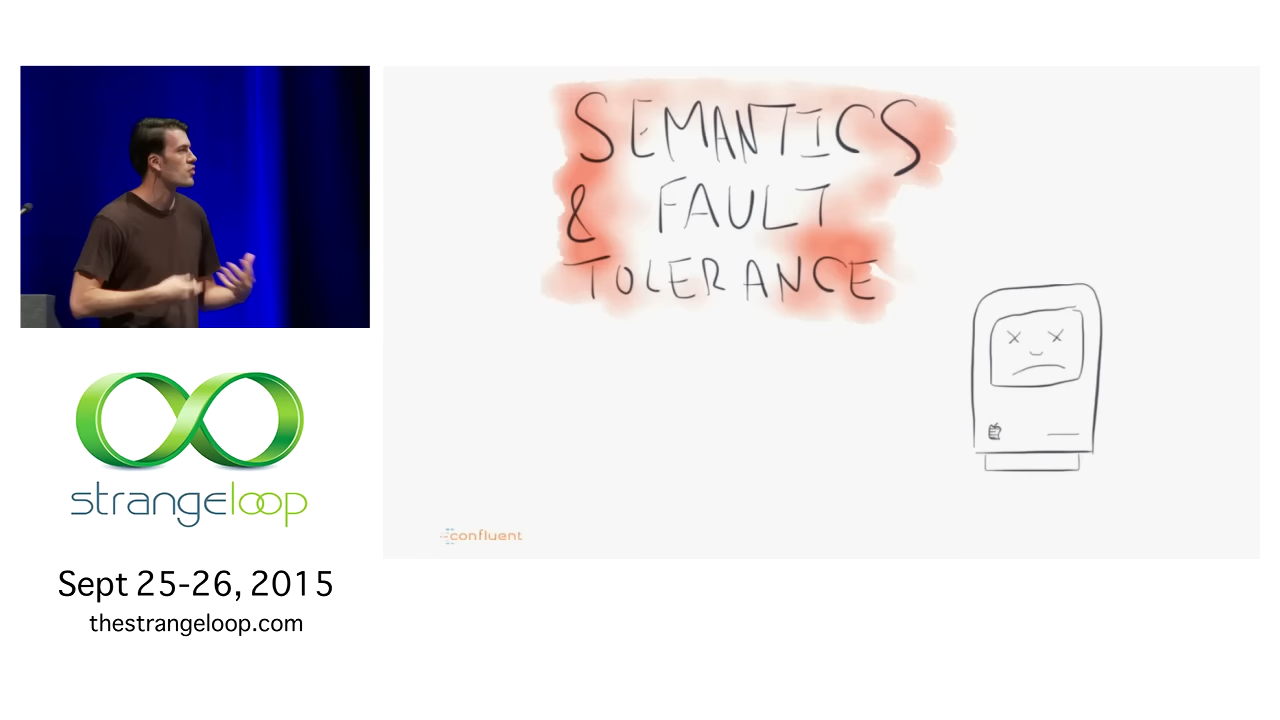 SEMANTICS
& FAULT
TOLERANCE
confluent
strangeloop
Sept 25-26, 2015
thestrangeloop.com